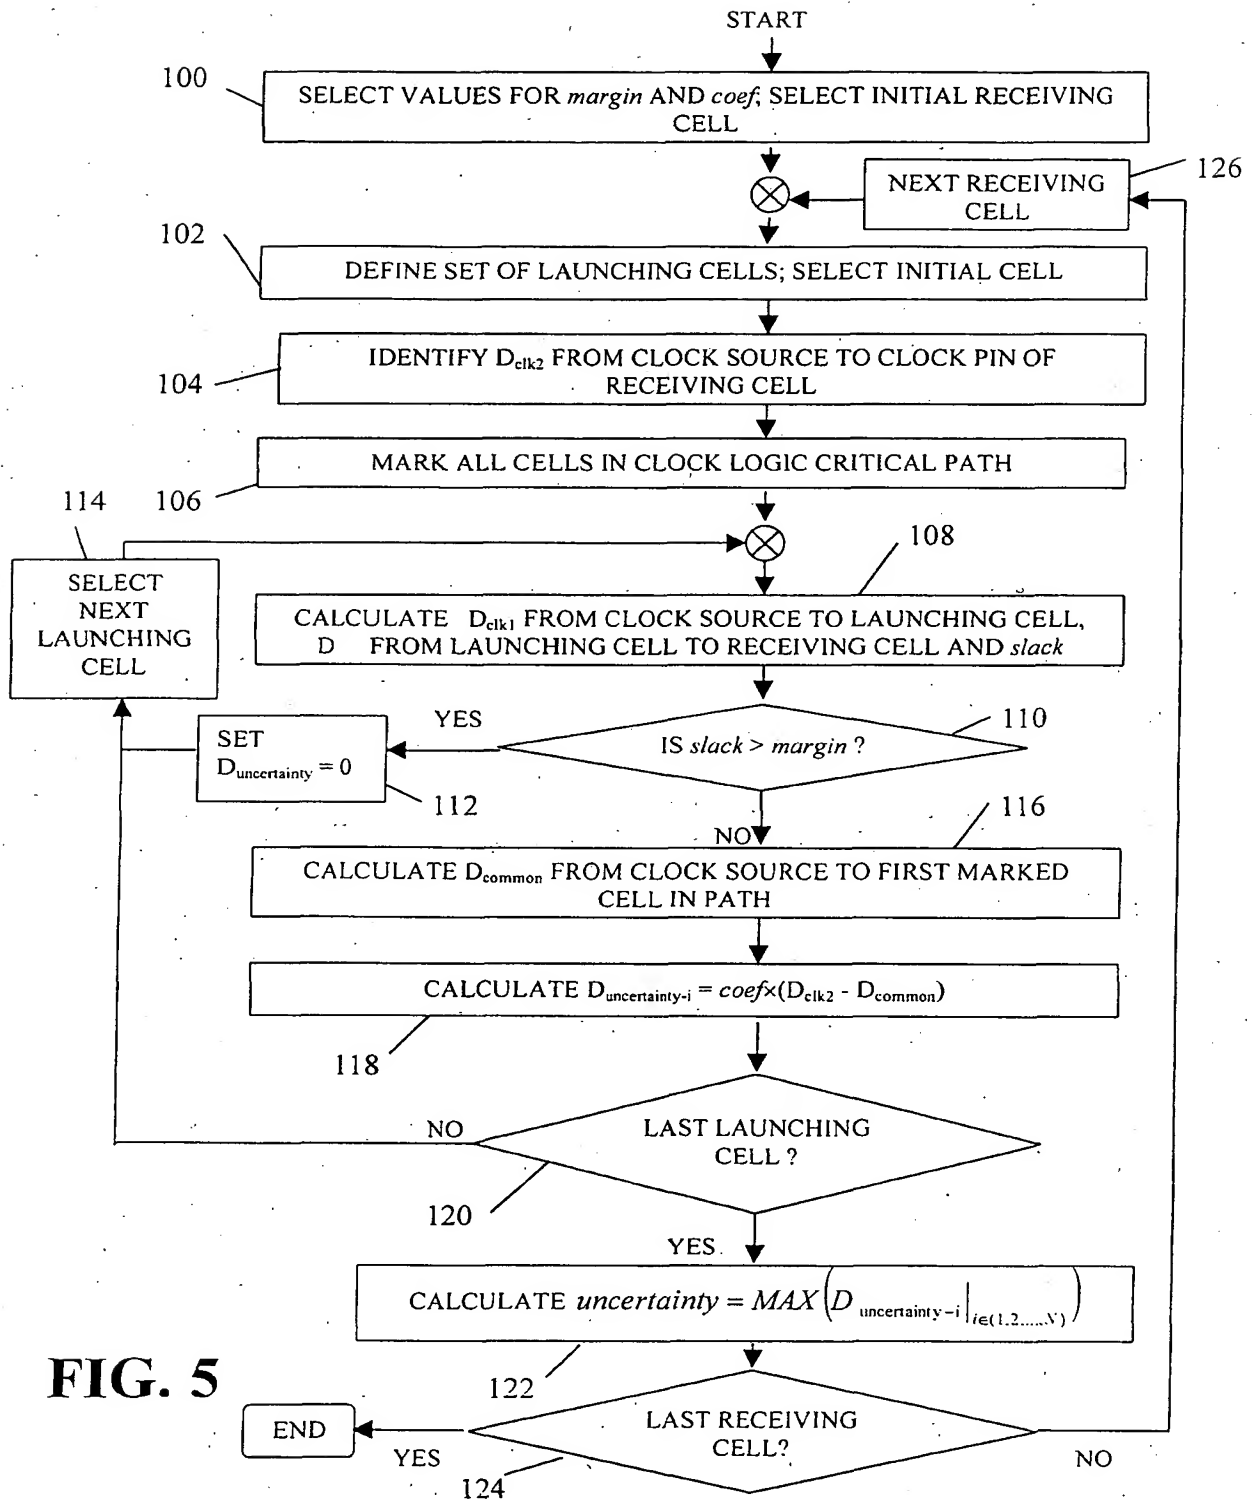 START
100
SELECT VALUES FOR margin AND coef; SELECT INITIAL RECEIVING
CELL
NEXT RECEIVING
CELL
126
102
DEFINE SET OF LAUNCHING CELLS; SELECT INITIAL CELL
104
IDENTIFY Dclk2 FROM CLOCK SOURCE TO CLOCK PIN OF
RECEIVING CELL
MARK ALL CELLS IN CLOCK LOGIC CRITICAL PATH
106
114
SELECT
NEXT
LAUNCHING
CELL
108
CALCULATE Dclk1 FROM CLOCK SOURCE TO LAUNCHING CELL,
D FROM LAUNCHING CELL TO RECEIVING CELL AND slack
YES
110
IS slack > margin ?
SET
Duncertainty = 0
112
NO
116
CALCULATE Dcommon FROM CLOCK SOURCE TO FIRST MARKED
CELL IN PATH
CALCULATE Duncertainty-i = coef×(Dclk2 - Dcommon)
118
NO
LAST LAUNCHING
CELL ?
120
YES
CALCULATE uncertainty = MAX(D uncertainty-i |i∈(1,2.....N))
122
FIG. 5
LAST RECEIVING
CELL?
END
YES
NO
124